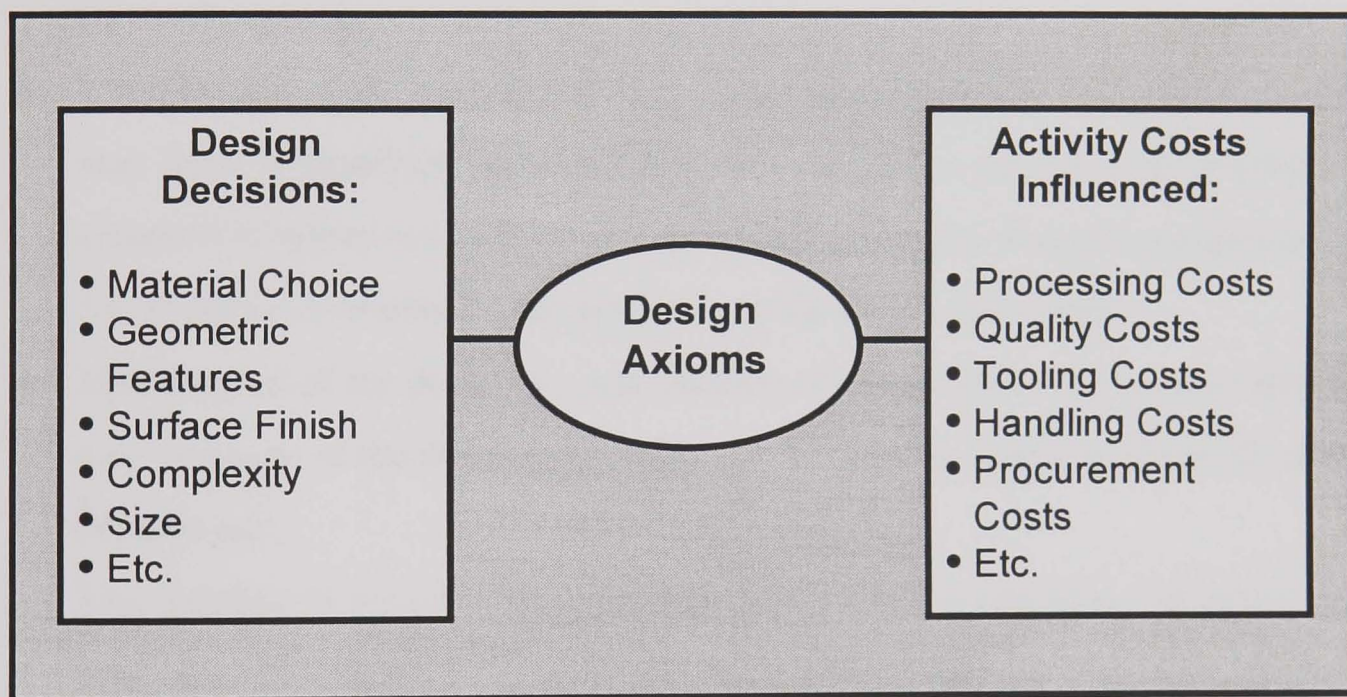 Design
Decisions:
• Material Choice
• Geometric
Features
• Surface Finish
• Complexity
• Size
• Etc.
Design
Axioms
Activity Costs
Influenced:
• Processing Costs
• Quality Costs
• Tooling Costs
• Handling Costs
• Procurement
Costs
• Etc.